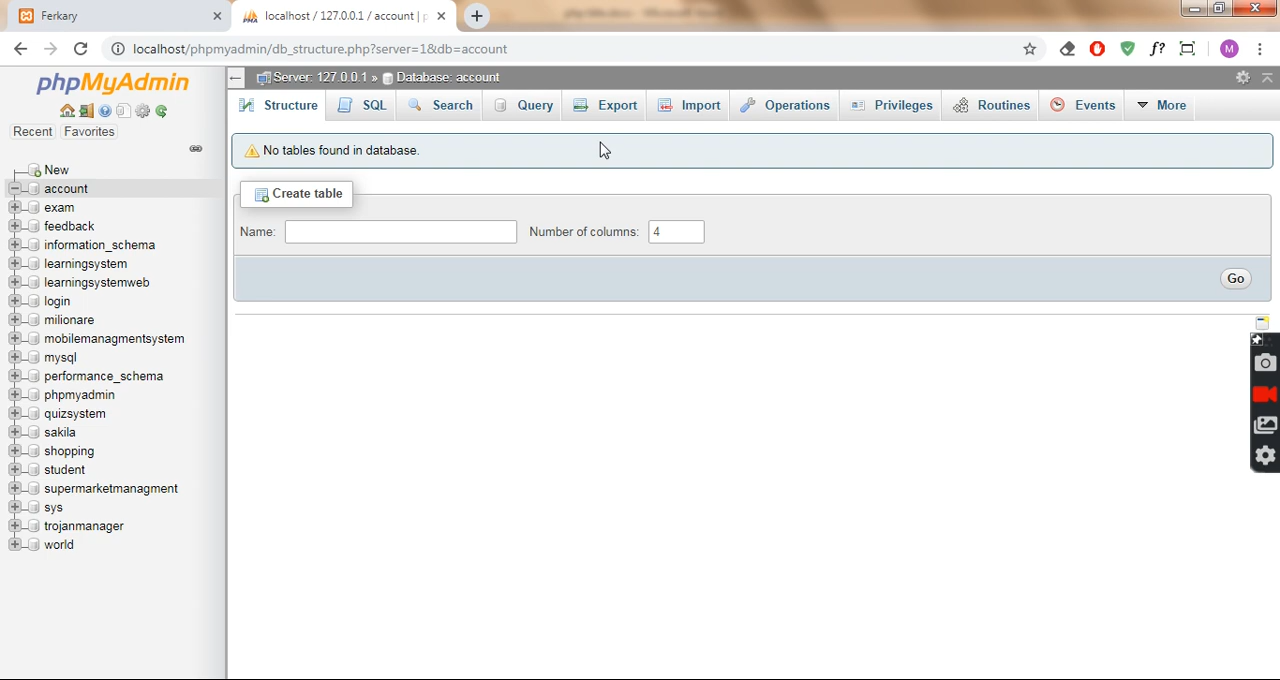 Ferkary
localhost / 127.0.0.1 / account | p
localhost/phpmyadmin/db_structure.php?server=1&db=account
f?
M
phpMyAdmin
Recent
Favorites
New
account
exam
feedback
information_schema
learningsystem
learningsystemweb
login
milionare
mobilemanagmentsystem
mysql
performance_schema
phpmyadmin
quizsystem
sakila
shopping
student
supermarketmanagment
sys
trojanmanager
world
Server: 127.0.0.1 » Database: account
Structure
SQL
Search
Query
Export
Import
Operations
Privileges
Routines
Events
More
No tables found in database.
Create table
Name:
Number of columns: 4
Go